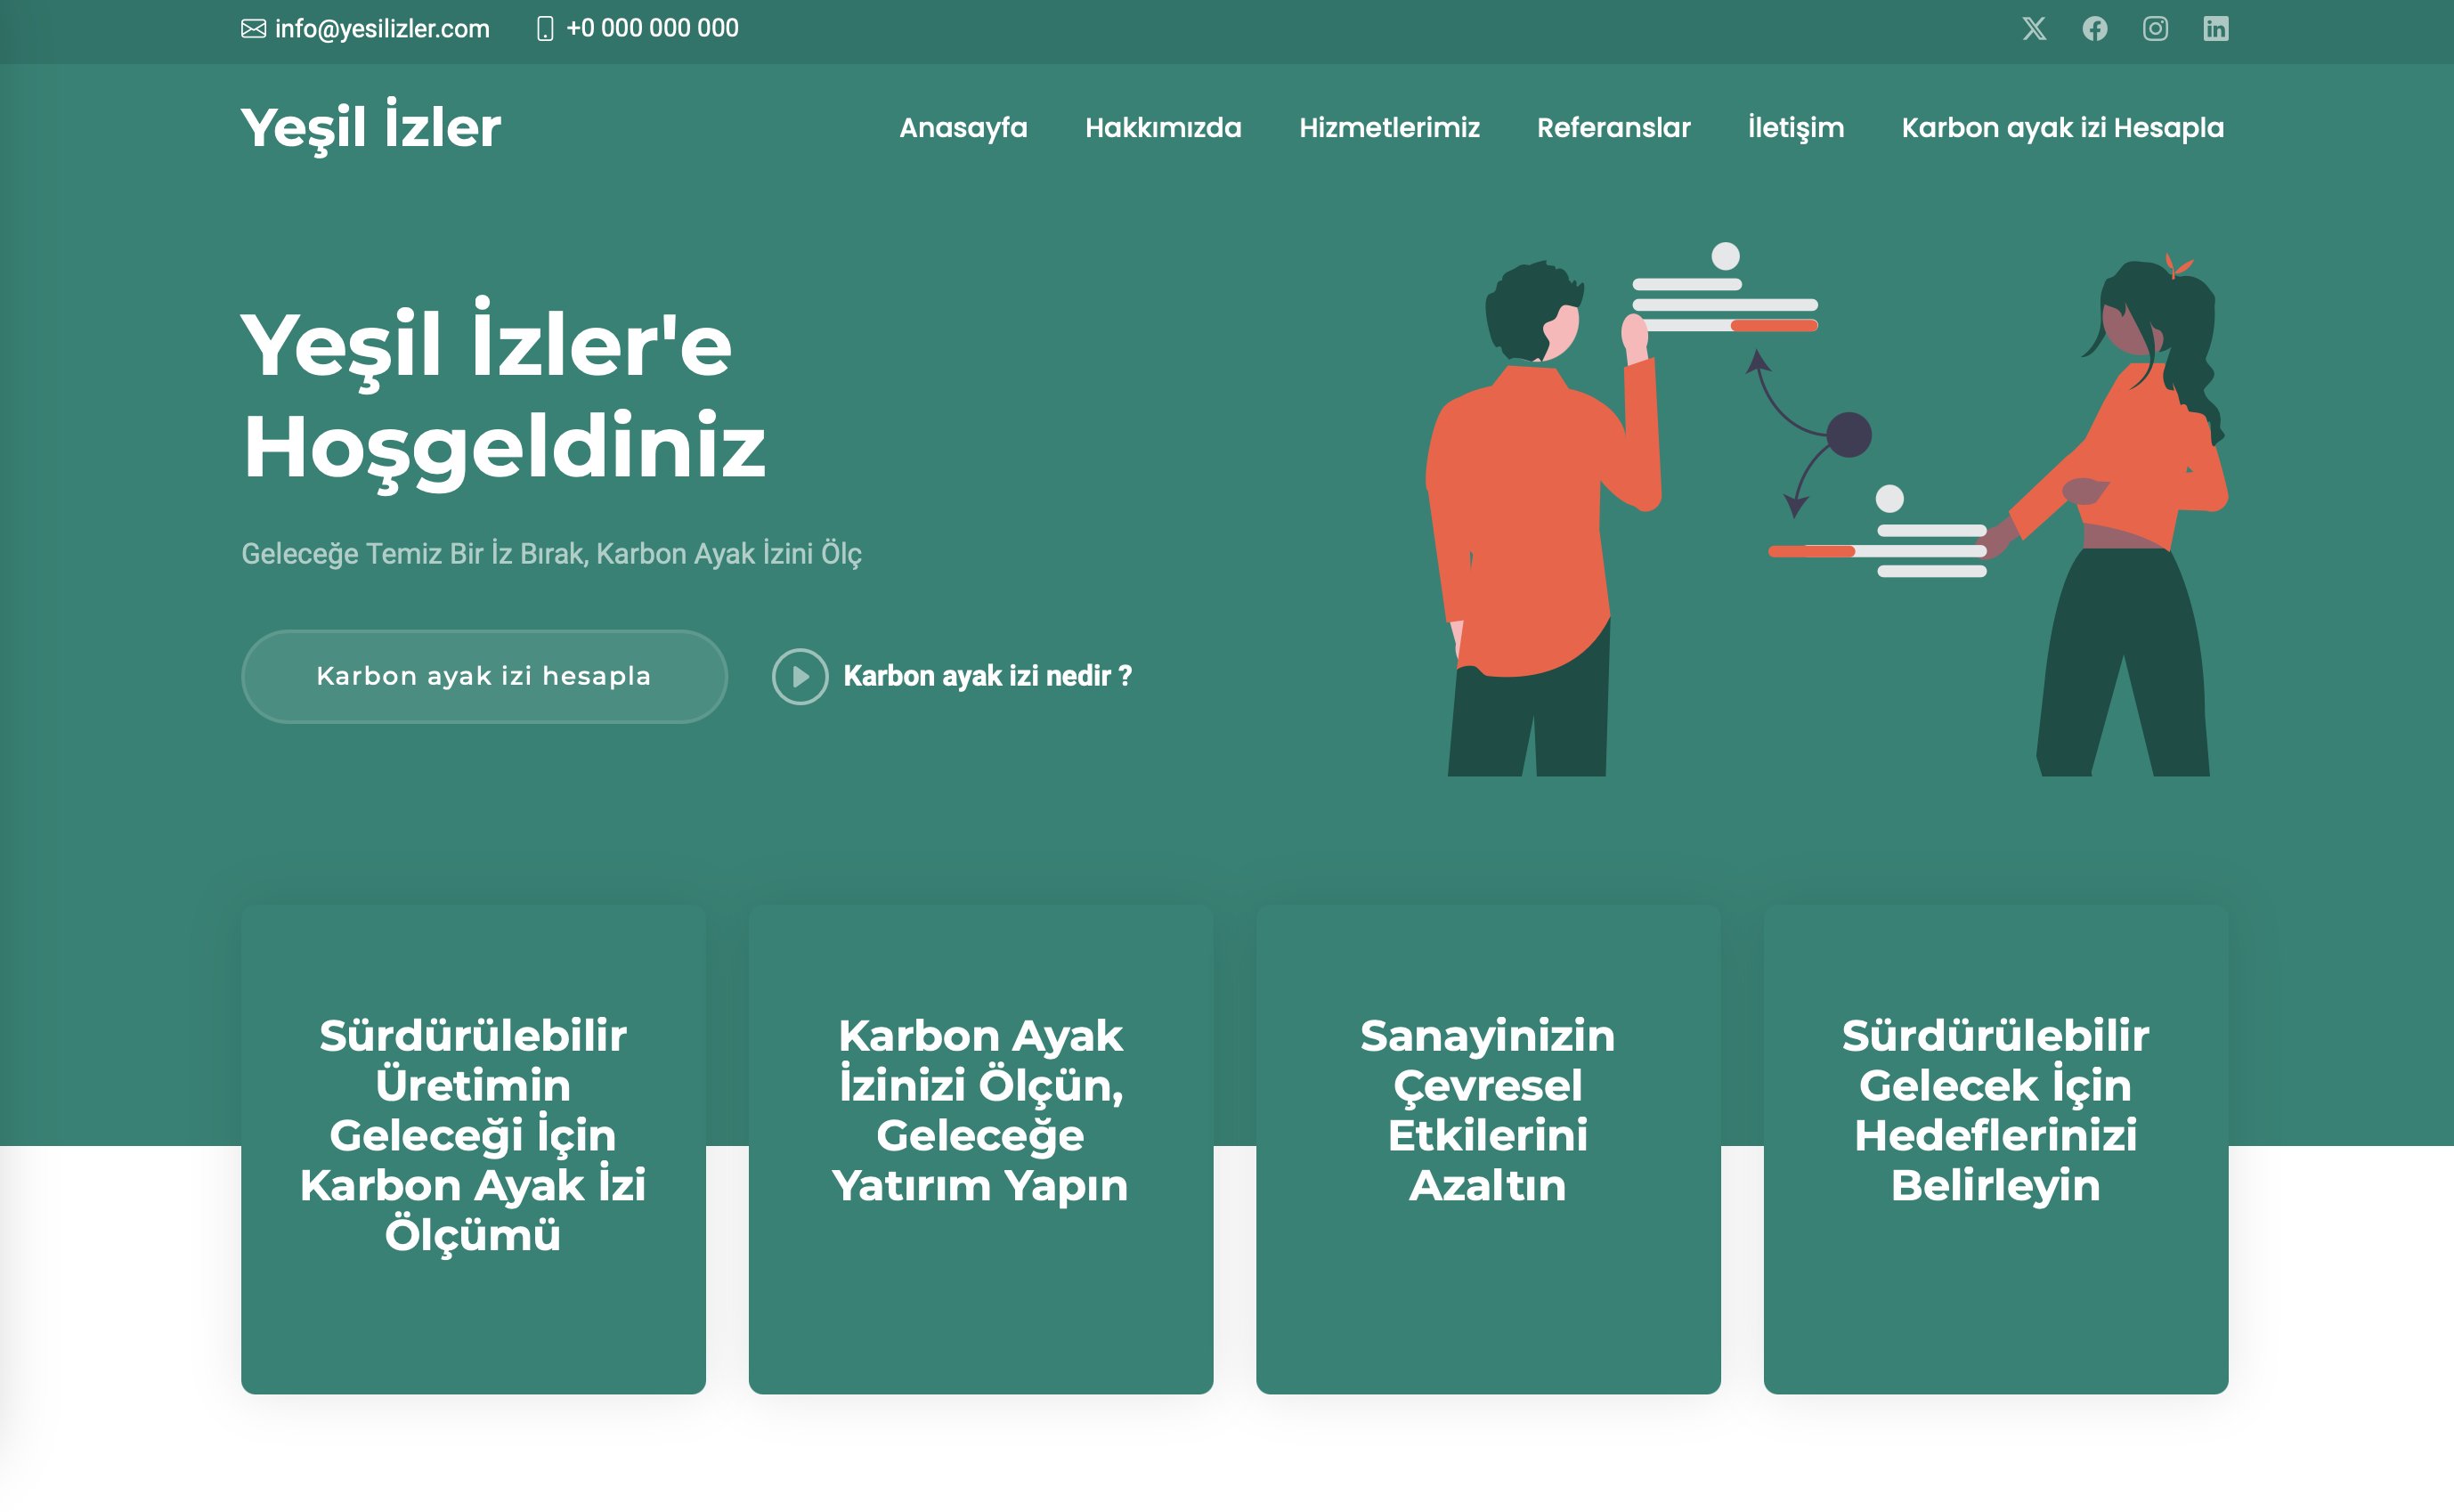 info@yesilizler.com
+0 000 000 000
Yeşil İzler
Anasayfa
Hakkımızda
Hizmetlerimiz
Referanslar
İletişim
Karbon ayak izi Hesapla
Yeşil İzler'e
Hoşgeldiniz
Geleceğe Temiz Bir İz Bırak, Karbon Ayak İzini Ölç
Karbon ayak izi hesapla
Karbon ayak izi nedir ?
Sürdürülebilir
Üretimin
Geleceği İçin
Karbon Ayak İzi
Ölçümü
Karbon Ayak
İzinizi Ölçün,
Geleceğe
Yatırım Yapın
Sanayinizin
Çevresel
Etkilerini
Azaltın
Sürdürülebilir
Gelecek İçin
Hedeflerinizi
Belirleyin